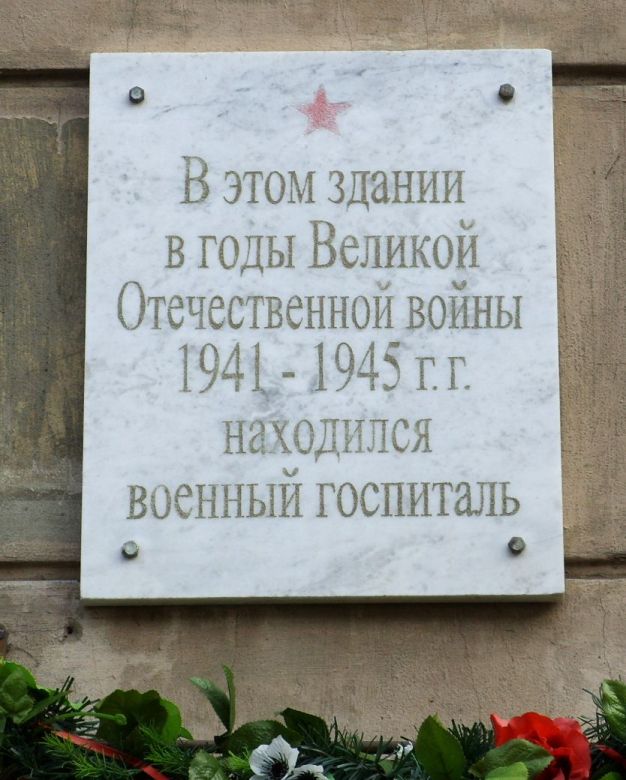 В этом здании
в годы Великой
Отечественной войны
1941 - 1945 г.г.
находился
военный госпиталь